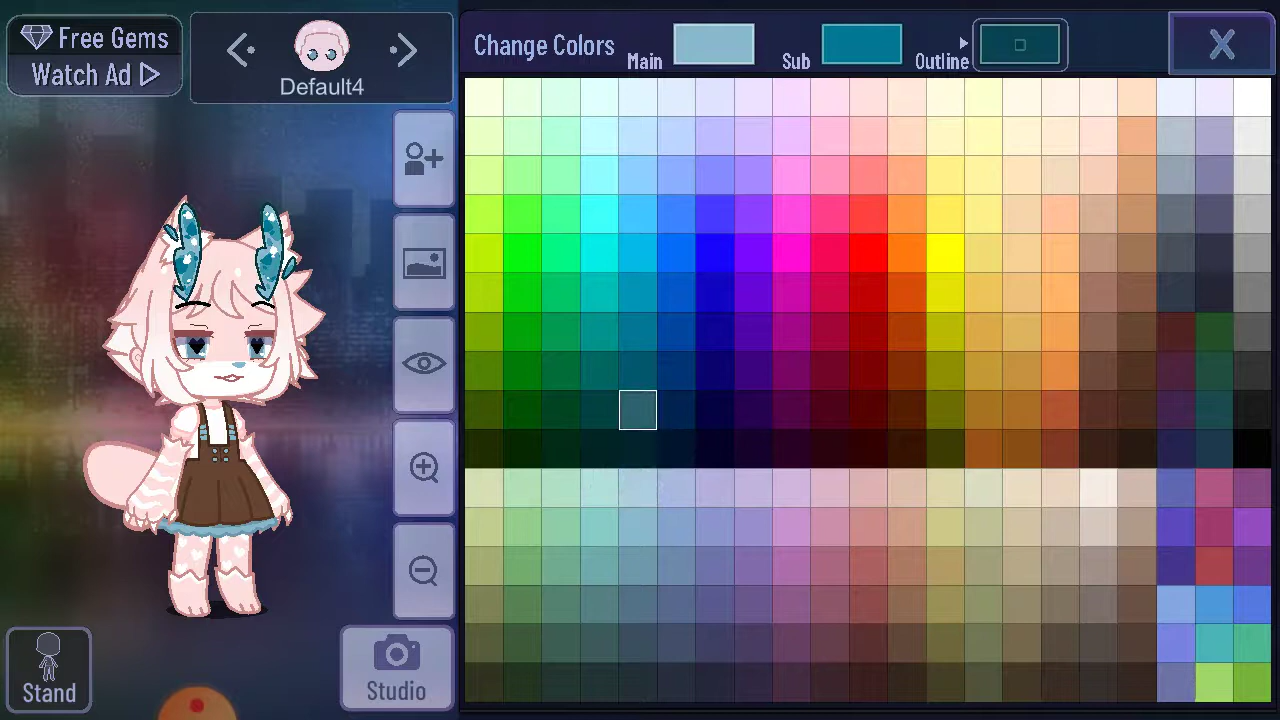 Free Gems
Watch Ad
Default4
Change Colors
Main
Sub
Outline
X
Stand
Studio